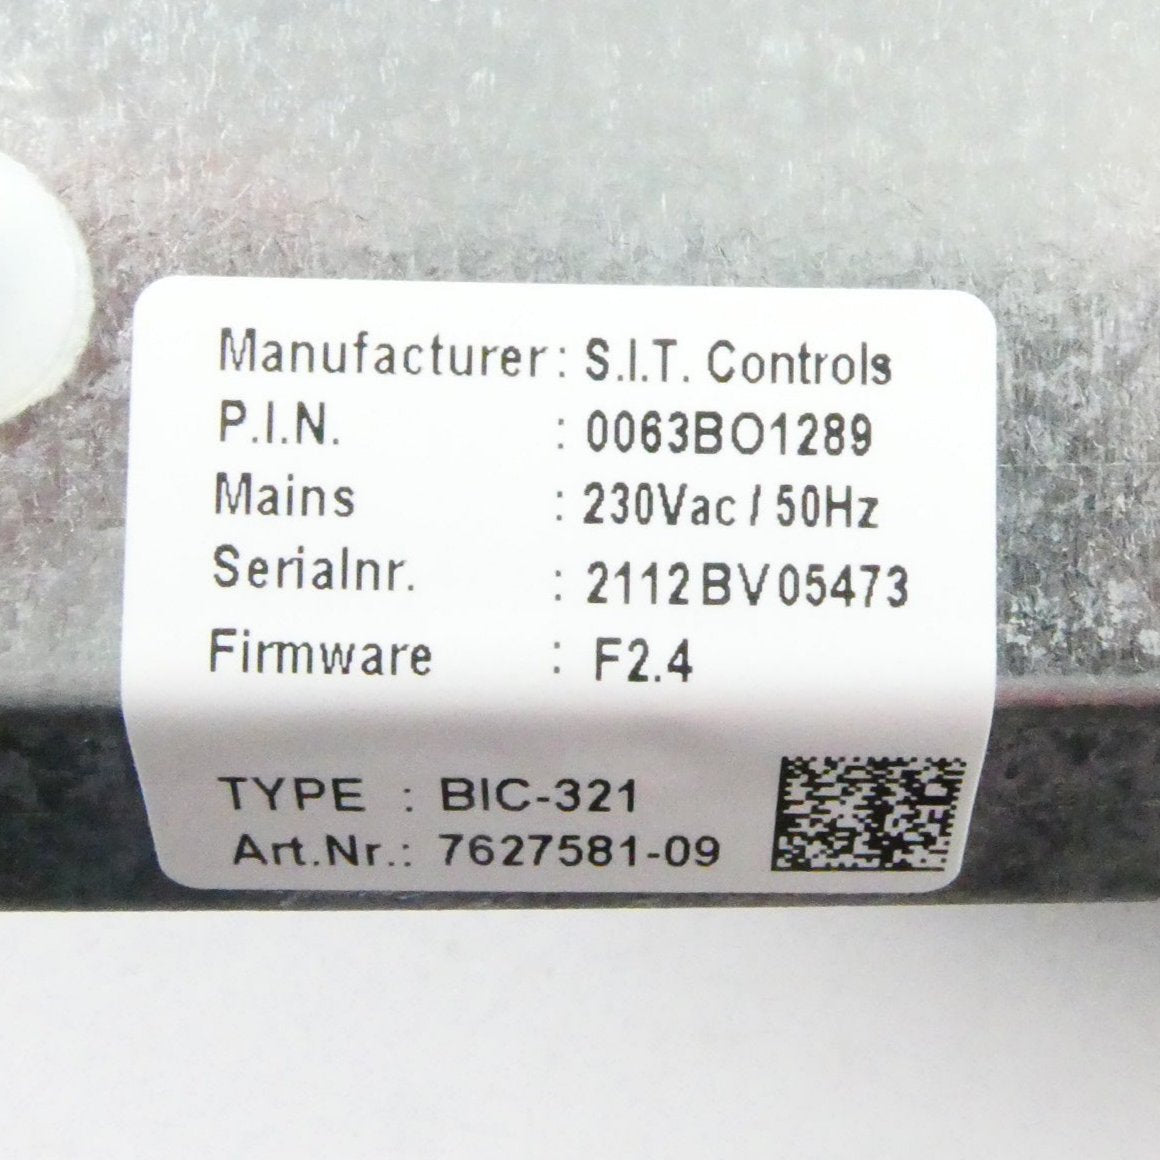 Manufacturer : S.I.T. Controls
P.I.N. : 0063BO1289
Mains : 230Vac / 50Hz
Serialnr. : 2112BV05473
Firmware : F2.4
TYPE : BIC-321
Art.Nr.: 7627581-09